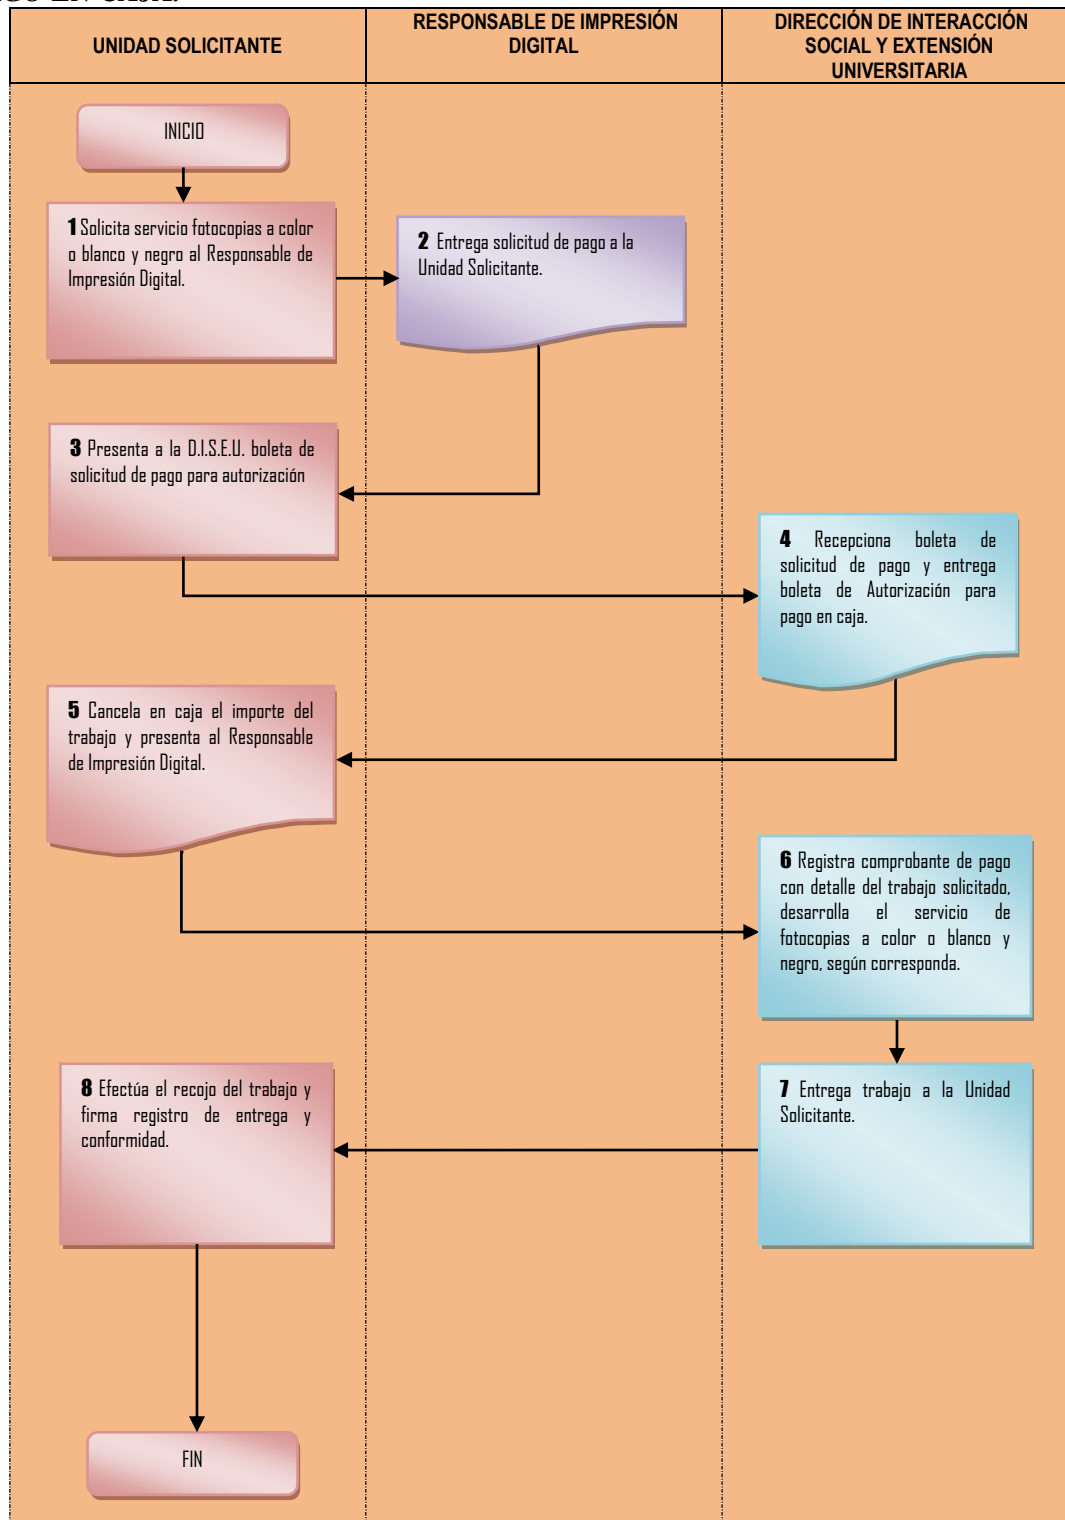 UNIDAD SOLICITANTE
RESPONSABLE DE IMPRESIÓN
DIGITAL
DIRECCIÓN DE INTERACCIÓN
SOCIAL Y EXTENSIÓN
UNIVERSITARIA
INICIO
1 Solicita servicio fotocopias a color
o blanco y negro al Responsable de
Impresión Digital.
2 Entrega solicitud de pago a la
Unidad Solicitante.
3 Presenta a la D.I.S.E.U. boleta de
solicitud de pago para autorización
4 Recepciona boleta de
solicitud de pago y entrega
boleta de Autorización para
pago en caja.
5 Cancela en caja el importe del
trabajo y presenta al Responsable
de Impresión Digital.
6 Registra comprobante de pago
con detalle del trabajo solicitado,
desarrolla el servicio de
fotocopias a color o blanco y
negro, según corresponda.
7 Entrega trabajo a la Unidad
Solicitante.
8 Efectúa el recojo del trabajo y
firma registro de entrega y
conformidad.
FIN